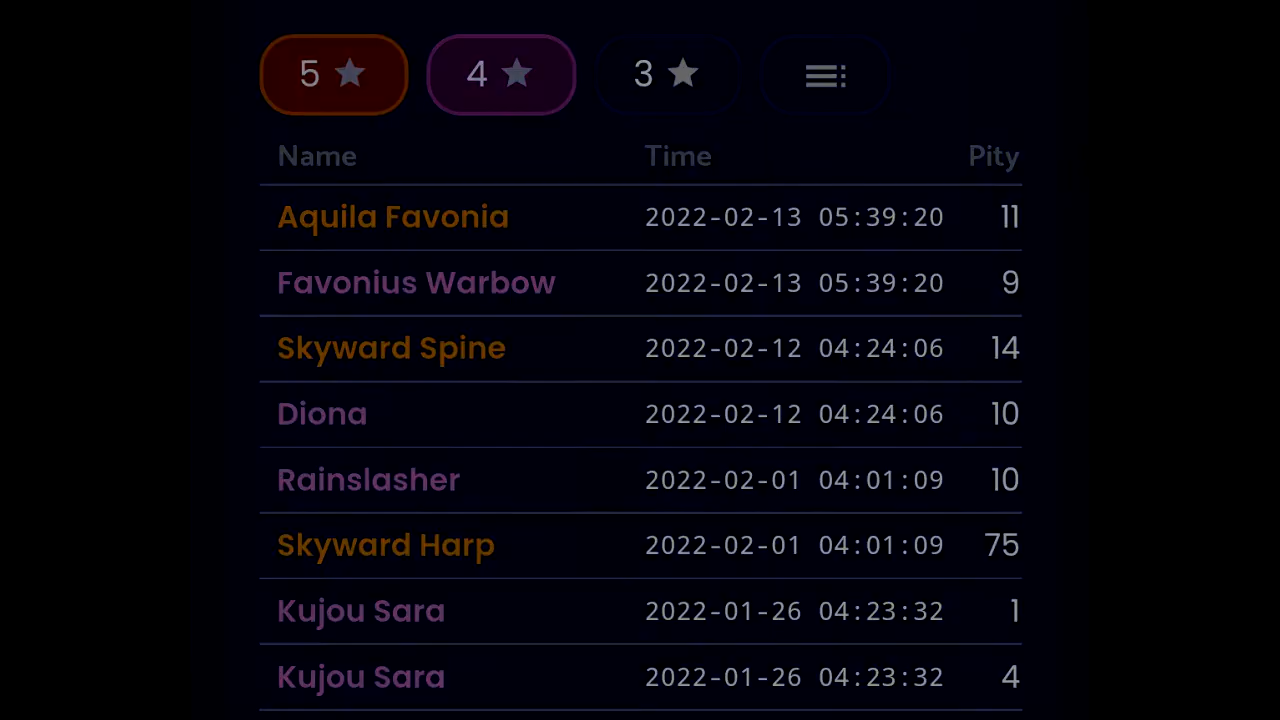 5 ★ 4 ★ 3 ★
Name Time Pity
Aquila Favonia 2022-02-13 05:39:20 11
Favonius Warbow 2022-02-13 05:39:20 9
Skyward Spine 2022-02-12 04:24:06 14
Diona 2022-02-12 04:24:06 10
Rainslasher 2022-02-01 04:01:09 10
Skyward Harp 2022-02-01 04:01:09 75
Kujou Sara 2022-01-26 04:23:32 1
Kujou Sara 2022-01-26 04:23:32 4